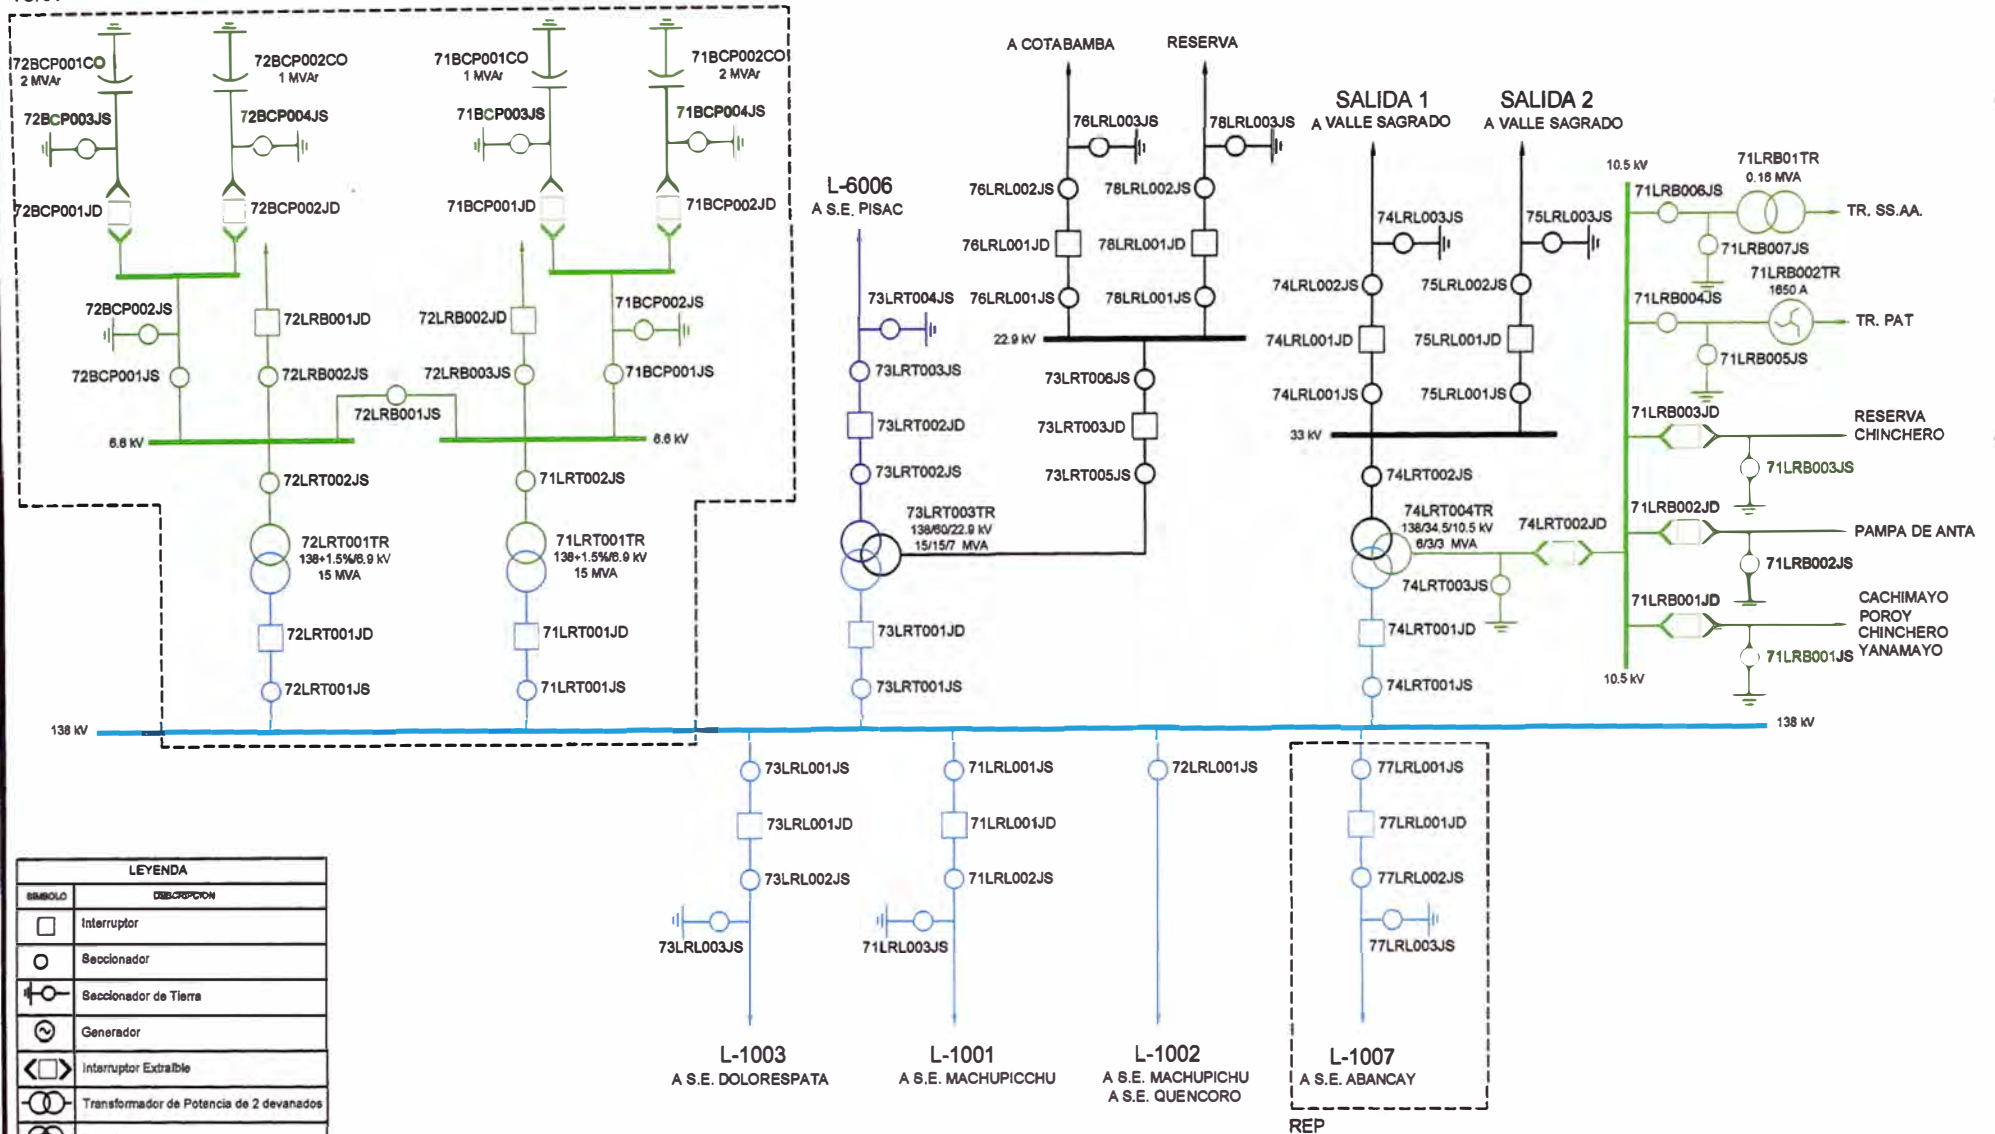 72BCP001CO
2 MVAr
72BCP002CO
1 MVAr
71BCP001CO
1 MVAr
71BCP002CO
2 MVAr
72BCP003JS
72BCP004JS
71BCP003JS
71BCP004JS
72BCP001JD
72BCP002JD
71BCP001JD
71BCP002JD
72BCP002JS
72LRB001JD
72LRB002JD
71BCP002JS
72BCP001JS
72LRB002JS
72LRB003JS
71BCP001JS
72LRB001JS
6.6 kV
6.6 kV
72LRT002JS
71LRT002JS
72LRT001TR
138+1.5%/6.9 kV
15 MVA
71LRT001TR
138+1.5%/6.9 kV
15 MVA
72LRT001JD
71LRT001JD
72LRT001JS
71LRT001JS
138 kV
L-6006
A S.E. PISAC
73LRT004JS
73LRT003JS
73LRT002JD
73LRT002JS
73LRT003TR
138/60/22.9 kV
15/15/7 MVA
73LRT001JD
73LRT001JS
A COTABAMBA
RESERVA
76LRL003JS
78LRL003JS
76LRL002JS
78LRL002JS
76LRL001JD
78LRL001JD
76LRL001JS
78LRL001JS
22.9 kV
73LRT006JS
73LRT003JD
73LRT005JS
SALIDA 1
A VALLE SAGRADO
SALIDA 2
A VALLE SAGRADO
74LRL003JS
75LRL003JS
74LRL002JS
75LRL002JS
74LRL001JD
75LRL001JD
74LRL001JS
75LRL001JS
33 kV
74LRT002JS
74LRT004TR
138/34.5/10.5 kV
6/3/3 MVA
74LRT002JD
74LRT003JS
74LRT001JD
74LRT001JS
10.5 kV
71LRB01TR
0.16 MVA
71LRB006JS
TR. SS.AA.
71LRB007JS
71LRB002TR
1650 A
71LRB004JS
TR. PAT
71LRB005JS
71LRB003JD
RESERVA
CHINCHERO
71LRB003JS
71LRB002JD
PAMPA DE ANTA
71LRB002JS
71LRB001JD
CACHIMAYO
POROY
CHINCHERO
YANAMAYO
71LRB001JS
10.5 kV
138 kV
73LRL001JS
71LRL001JS
72LRL001JS
77LRL001JS
73LRL001JD
71LRL001JD
77LRL001JD
73LRL002JS
71LRL002JS
77LRL002JS
73LRL003JS
71LRL003JS
77LRL003JS
L-1003
A S.E. DOLORESPATA
L-1001
A S.E. MACHUPICCHU
L-1002
A S.E. MACHUPICHU
A S.E. QUENCORO
L-1007
A S.E. ABANCAY
REP
LEYENDA
SIMBOLO
DESCRIPCION
Interruptor
Seccionador
Seccionador de Tierra
Generador
Interruptor Extraíble
Transformador de Potencia de 2 devanados